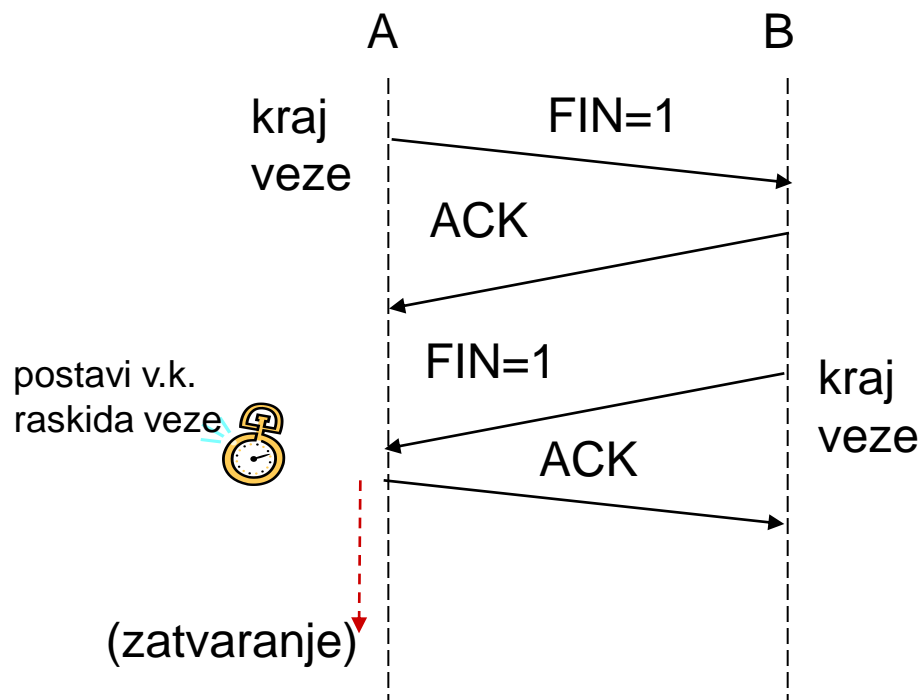 A
B
kraj
veze
FIN=1
ACK
FIN=1
postavi v.k.
raskida veze
kraj
veze
ACK
(zatvaranje)